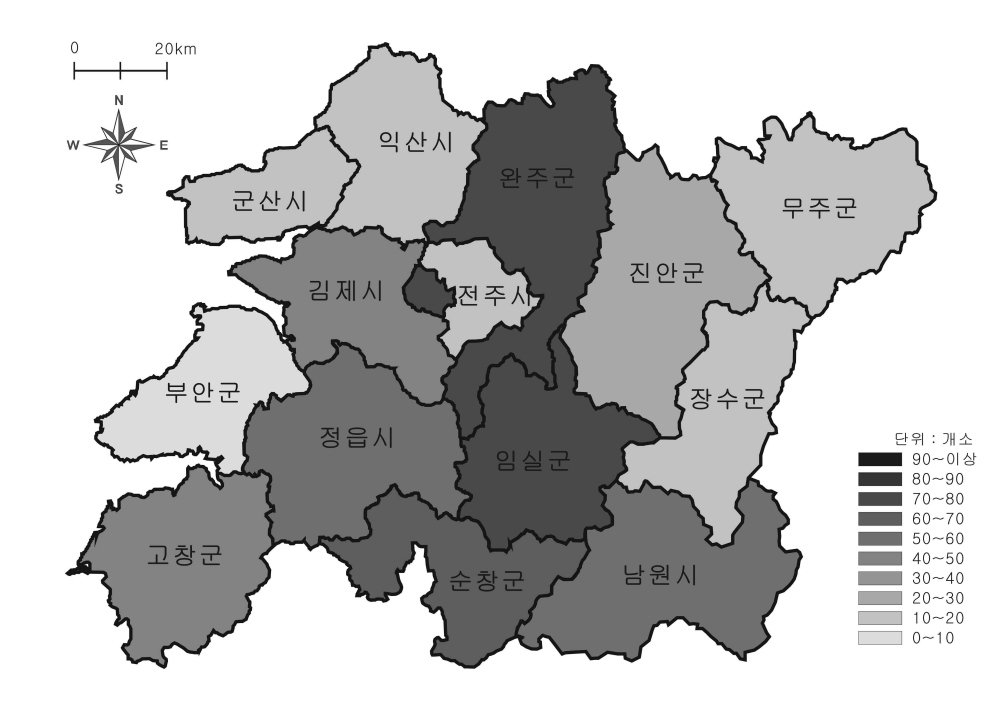 0 20km
N
W E
S
익산시
완주군
군산시
무주군
진안군
김제시
전주시
부안군
장수군
정읍시
임실군
고창군
순창군
남원시
단위 : 개소
90~이상
80~90
70~80
60~70
50~60
40~50
30~40
20~30
10~20
0~10